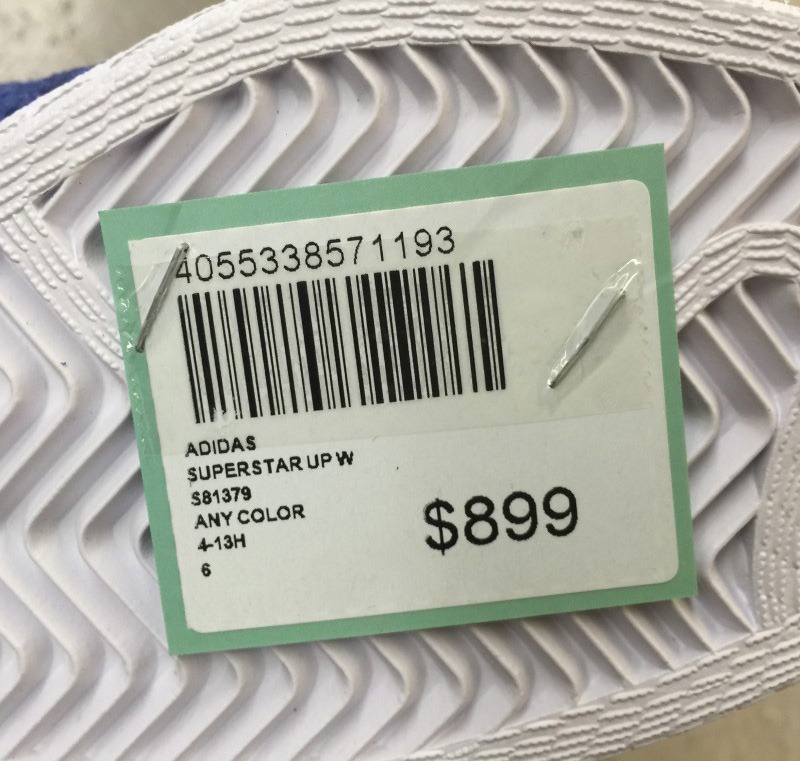 4055338571193
ADIDAS
SUPERSTAR UP W
S81379
ANY COLOR
4-13H
6
$899